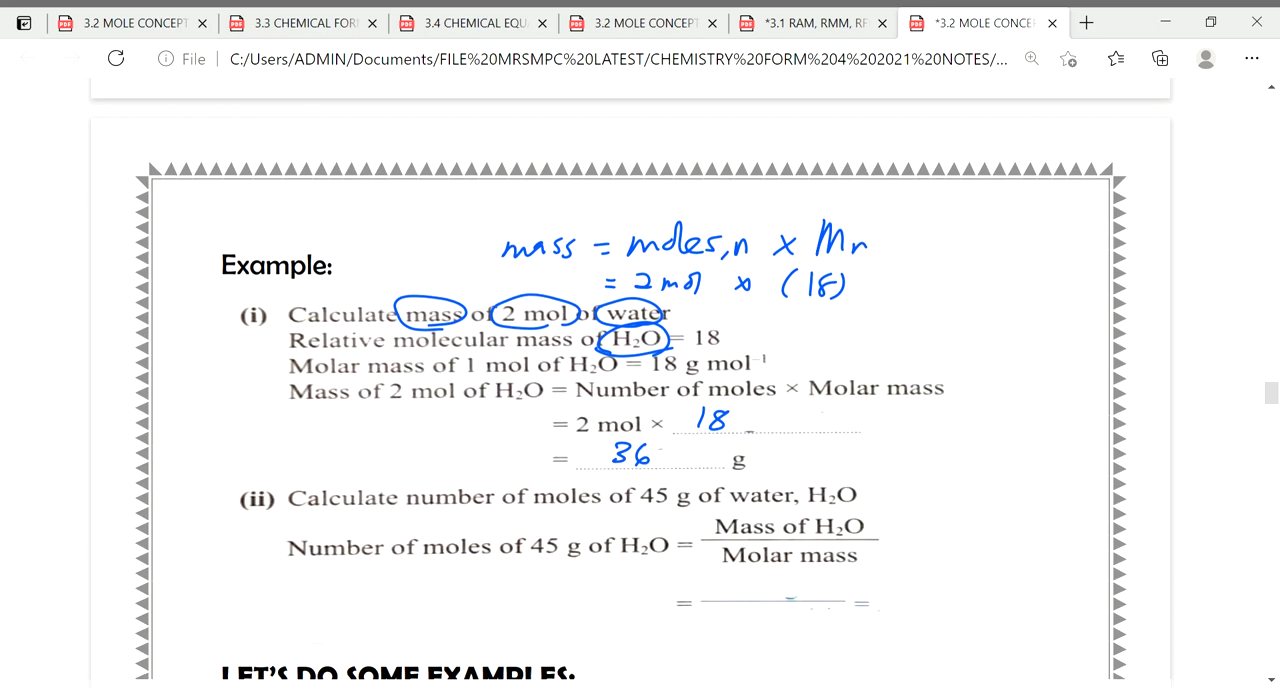 3.2 MOLE CONCEPT
3.3 CHEMICAL FOR
3.4 CHEMICAL EQU
3.2 MOLE CONCEPT
*3.1 RAM, RMM, RF
*3.2 MOLE CONCE
File
C:/Users/ADMIN/Documents/FILE%20MRSMPC%20LATEST/CHEMISTRY%20FORM%204%202021%20NOTES/...
mass = moles, n × Mr
= 2 mol × (18)
Example:
(i) Calculate mass of 2 mol of water
Relative molecular mass of H₂O = 18
Molar mass of 1 mol of H₂O = 18 g mol⁻¹
Mass of 2 mol of H₂O = Number of moles × Molar mass
= 2 mol × 18
= 36 g
(ii) Calculate number of moles of 45 g of water, H₂O
Number of moles of 45 g of H₂O = Mass of H₂O
Molar mass
= =
LET'S DO SOME EXAMPLES: